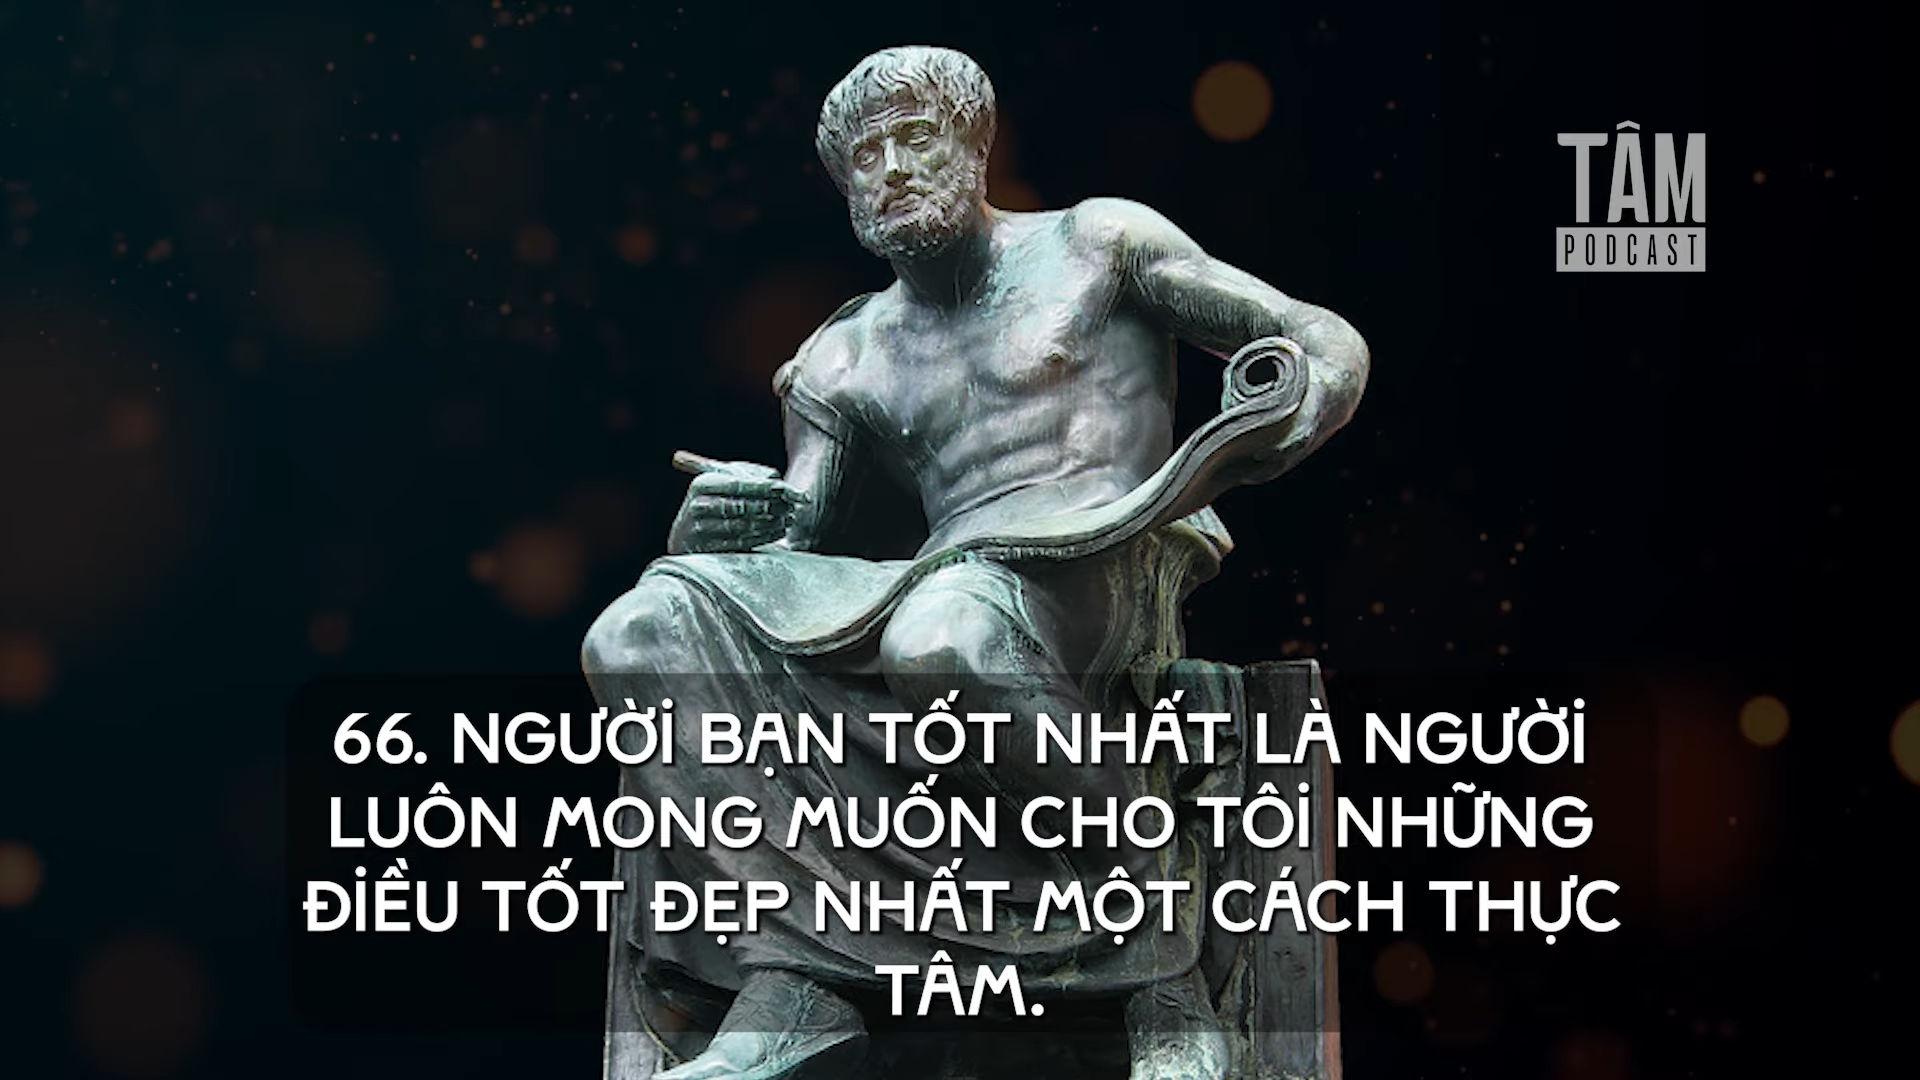 TÂM
PODCAST
66. NGƯỜI BẠN TỐT NHẤT LÀ NGƯỜI
LUÔN MONG MUỐN CHO TÔI NHỮNG
ĐIỀU TỐT ĐẸP NHẤT MỘT CÁCH THỰC
TÂM.